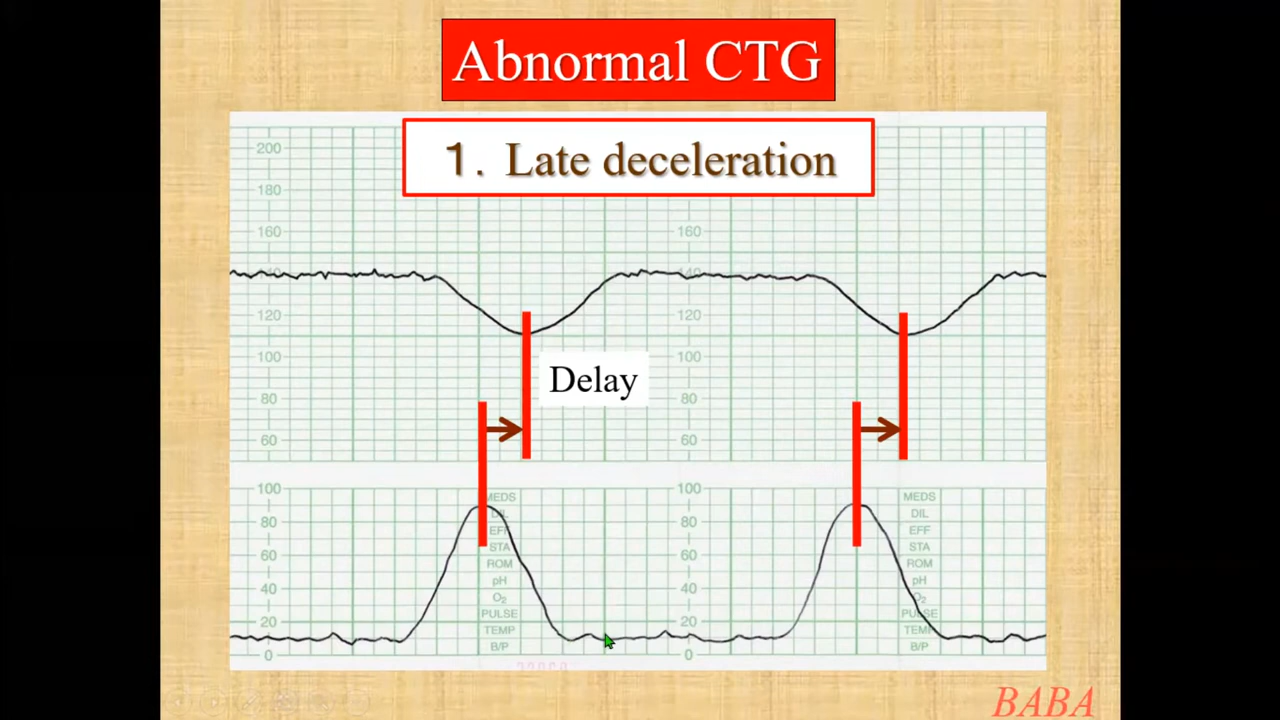 Abnormal CTG
1. Late deceleration
200
180
160 160
140 140
120 120
100 100
80 80
60 60
Delay
100 100
80 80
60 60
40 40
20 20
0 0
MEDS MEDS
DIL DIL
EFF EFF
STA STA
ROM ROM
pH pH
O₂ O₂
PULSE PULSE
TEMP TEMP
B/P B/P
BABA